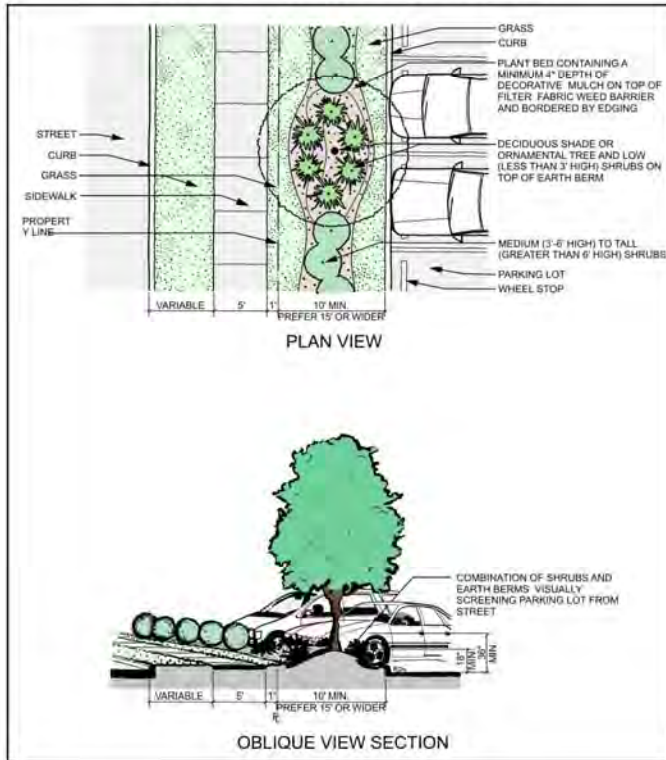 GRASS
CURB
PLANT BED CONTAINING A
MINIMUM 4" DEPTH OF
DECORATIVE MULCH ON TOP OF
FILTER FABRIC WEED BARRIER
AND BORDERED BY EDGING
STREET
CURB
GRASS
SIDEWALK
PROPERT
Y LINE
DECIDUOUS SHADE OR
ORNAMENTAL TREE AND LOW
(LESS THAN 3' HIGH) SHRUBS ON
TOP OF EARTH BERM
MEDIUM (3'-6' HIGH) TO TALL
(GREATER THAN 6' HIGH) SHRUBS
PARKING LOT
WHEEL STOP
VARIABLE 5' 1' 10' MIN.
PREFER 15' OR WIDER
PLAN VIEW
COMBINATION OF SHRUBS AND
EARTH BERMS VISUALLY
SCREENING PARKING LOT FROM
STREET
18" MIN.
36" MIN
VARIABLE 5' 1' 10' MIN.
PREFER 15' OR WIDER
OBLIQUE VIEW SECTION